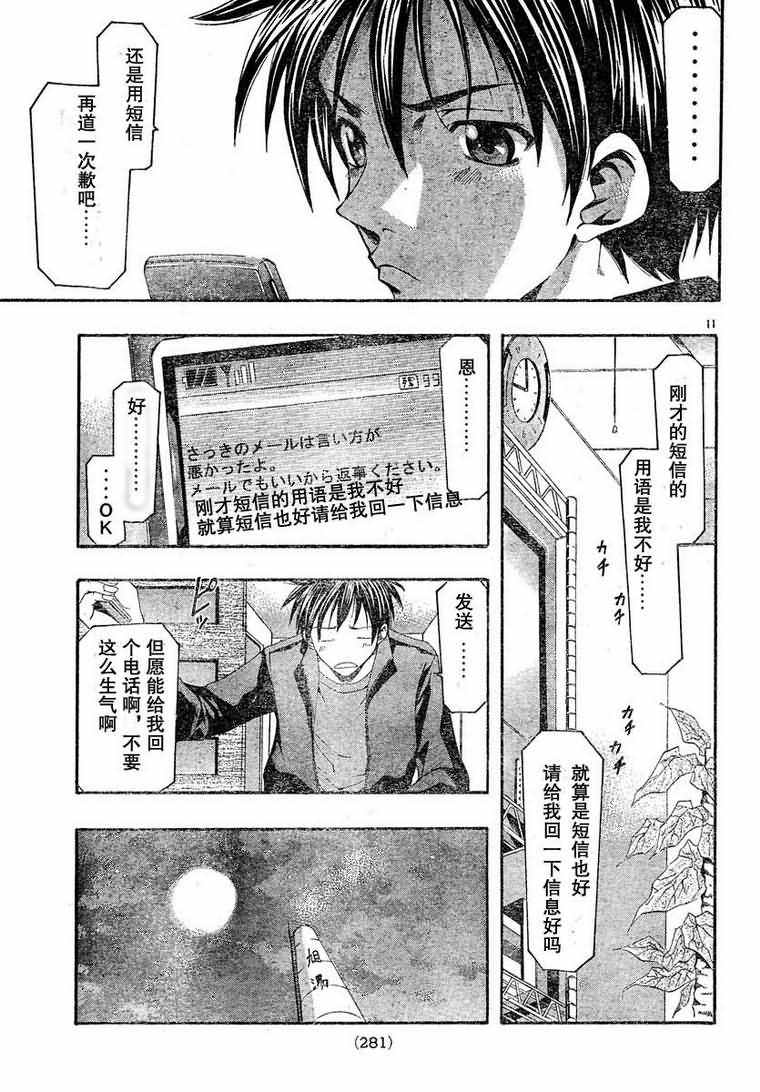 …………
还是用短信
再道一次歉吧……
11
刚才的短信的
用语是我不好……
カチ
カチ
カチ
カチ
就算是短信也好
请给我回一下信息好吗
恩……
99
さっきのメールは言い方が
悪かったよ。
メールでもいいから返事ください。
刚才短信的用语是我不好
就算短信也好请给我回一下信息
好……
……OK
发送……
ピッ
但愿能给我回
个电话啊，不要
这么生气啊
旭湯
(281)